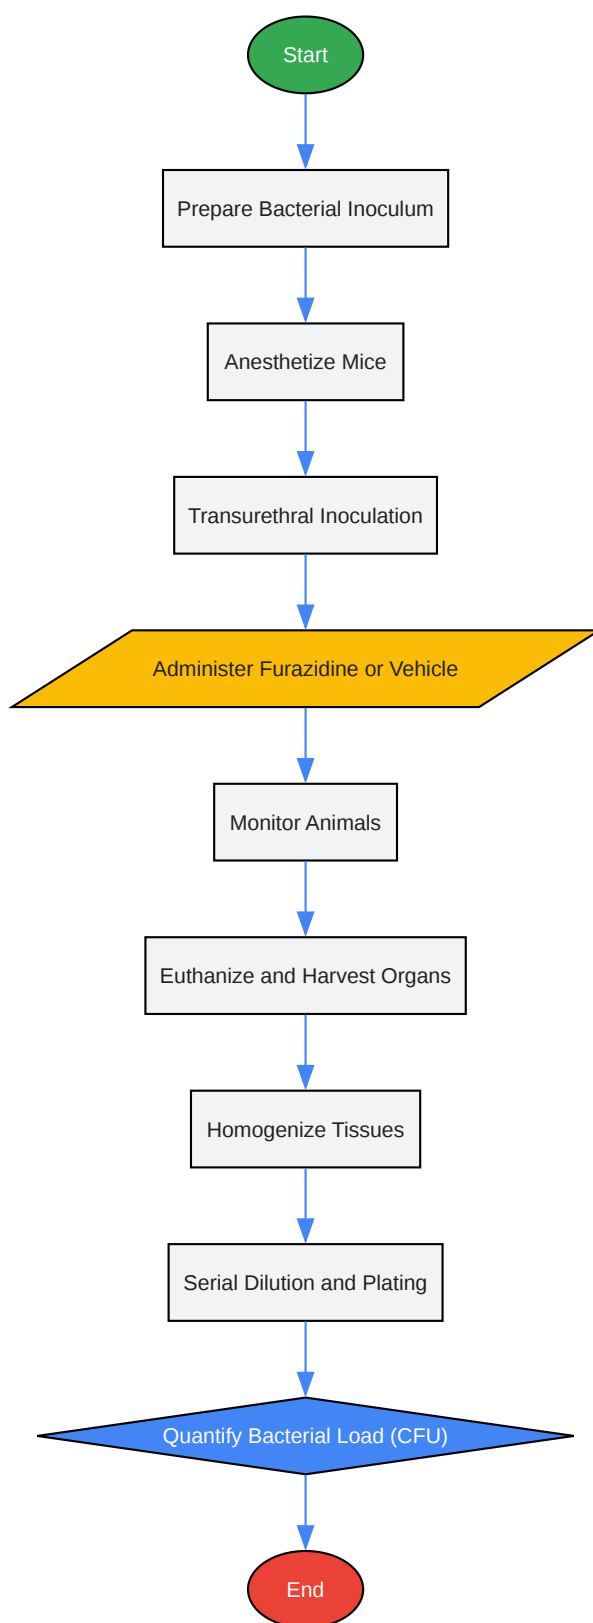 Start
Prepare Bacterial Inoculum
Anesthetize Mice
Transurethral Inoculation
Administer Furazidine or Vehicle
Monitor Animals
Euthanize and Harvest Organs
Homogenize Tissues
Serial Dilution and Plating
Quantify Bacterial Load (CFU)
End